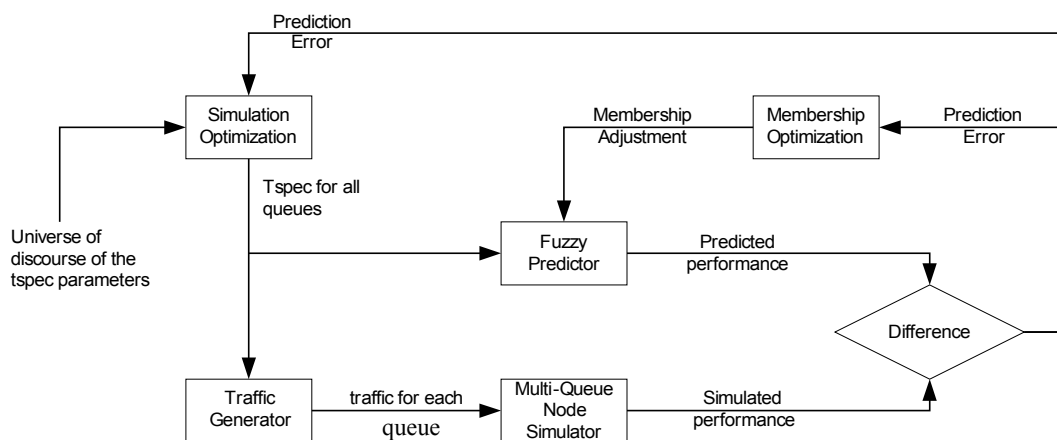 Prediction
Error
Simulation
Optimization
Membership
Adjustment
Membership
Optimization
Prediction
Error
Tspec for all
queues
Universe of
discourse of the
tspec parameters
Fuzzy
Predictor
Predicted
performance
Difference
Traffic
Generator
traffic for each
queue
Multi-Queue
Node
Simulator
Simulated
performance